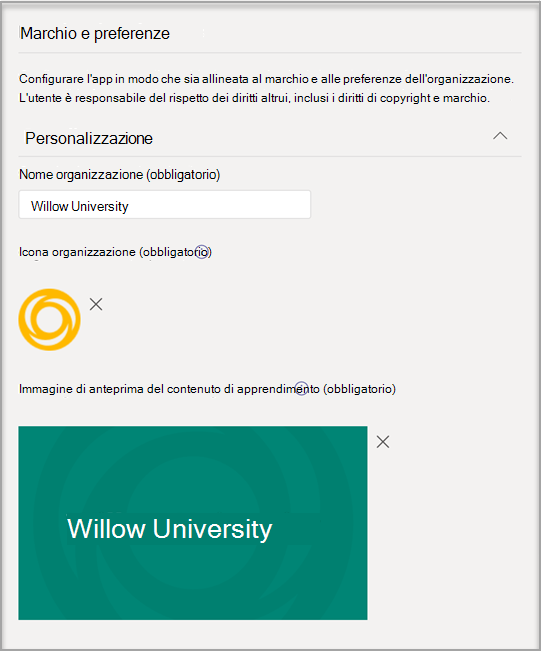 Marchio e preferenze
Configurare l'app in modo che sia allineata al marchio e alle preferenze dell'organizzazione.
L'utente è responsabile del rispetto dei diritti altrui, inclusi i diritti di copyright e marchio.
Personalizzazione
Nome organizzazione (obbligatorio)
Willow University
Icona organizzazione (obbligatorio)
Immagine di anteprima del contenuto di apprendimento (obbligatorio)
Willow University